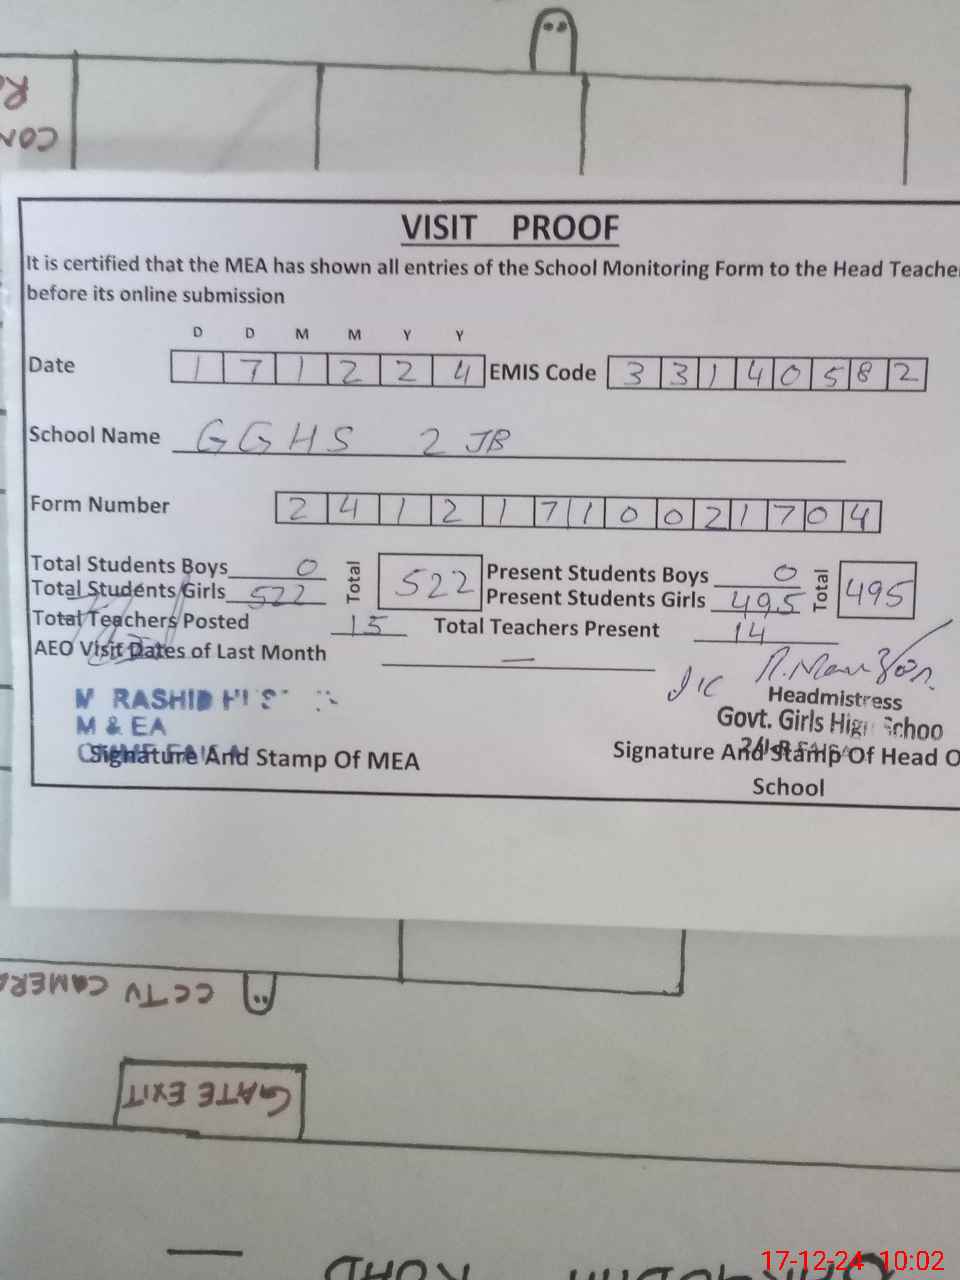 CON
VISIT PROOF
It is certified that the MEA has shown all entries of the School Monitoring Form to the Head Teacher
before its online submission
D D M M Y Y
Date 1 7 1 2 2 4 EMIS Code 3 3 1 4 0 5 8 2
School Name GGHS 2 JB
Form Number 2 4 1 2 1 7 1 0 0 2 1 7 0 4
Total Students Boys 0 Total 522 Present Students Boys 0 Total 495
Total Students Girls 522 Present Students Girls 495
Total Teachers Posted 15 Total Teachers Present 14
AEO Visit Dates of Last Month —
I/C
M RASHID
Headmistress
M & EA
Govt. Girls High Schoo
Signature And Stamp Of MEA
Signature And Stamp Of Head O
School
CCTV CAMERA
GATE EXIT
ROAD
17-12-24 10:02